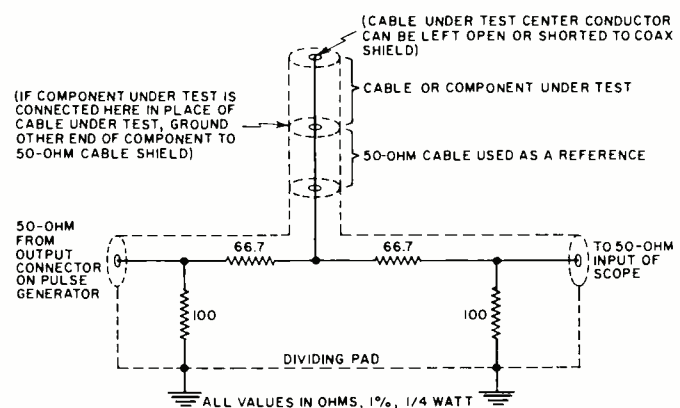 (CABLE UNDER TEST CENTER CONDUCTOR
CAN BE LEFT OPEN OR SHORTED TO COAX
SHIELD)
CABLE OR COMPONENT UNDER TEST
(IF COMPONENT UNDER TEST IS
CONNECTED HERE IN PLACE OF
CABLE UNDER TEST, GROUND
OTHER END OF COMPONENT TO
50-OHM CABLE SHIELD)
50-OHM CABLE USED AS A REFERENCE
50-OHM
FROM
OUTPUT
CONNECTOR
ON PULSE
GENERATOR
66.7
66.7
TO 50-OHM
INPUT OF
SCOPE
100
100
DIVIDING PAD
ALL VALUES IN OHMS, 1%, 1/4 WATT